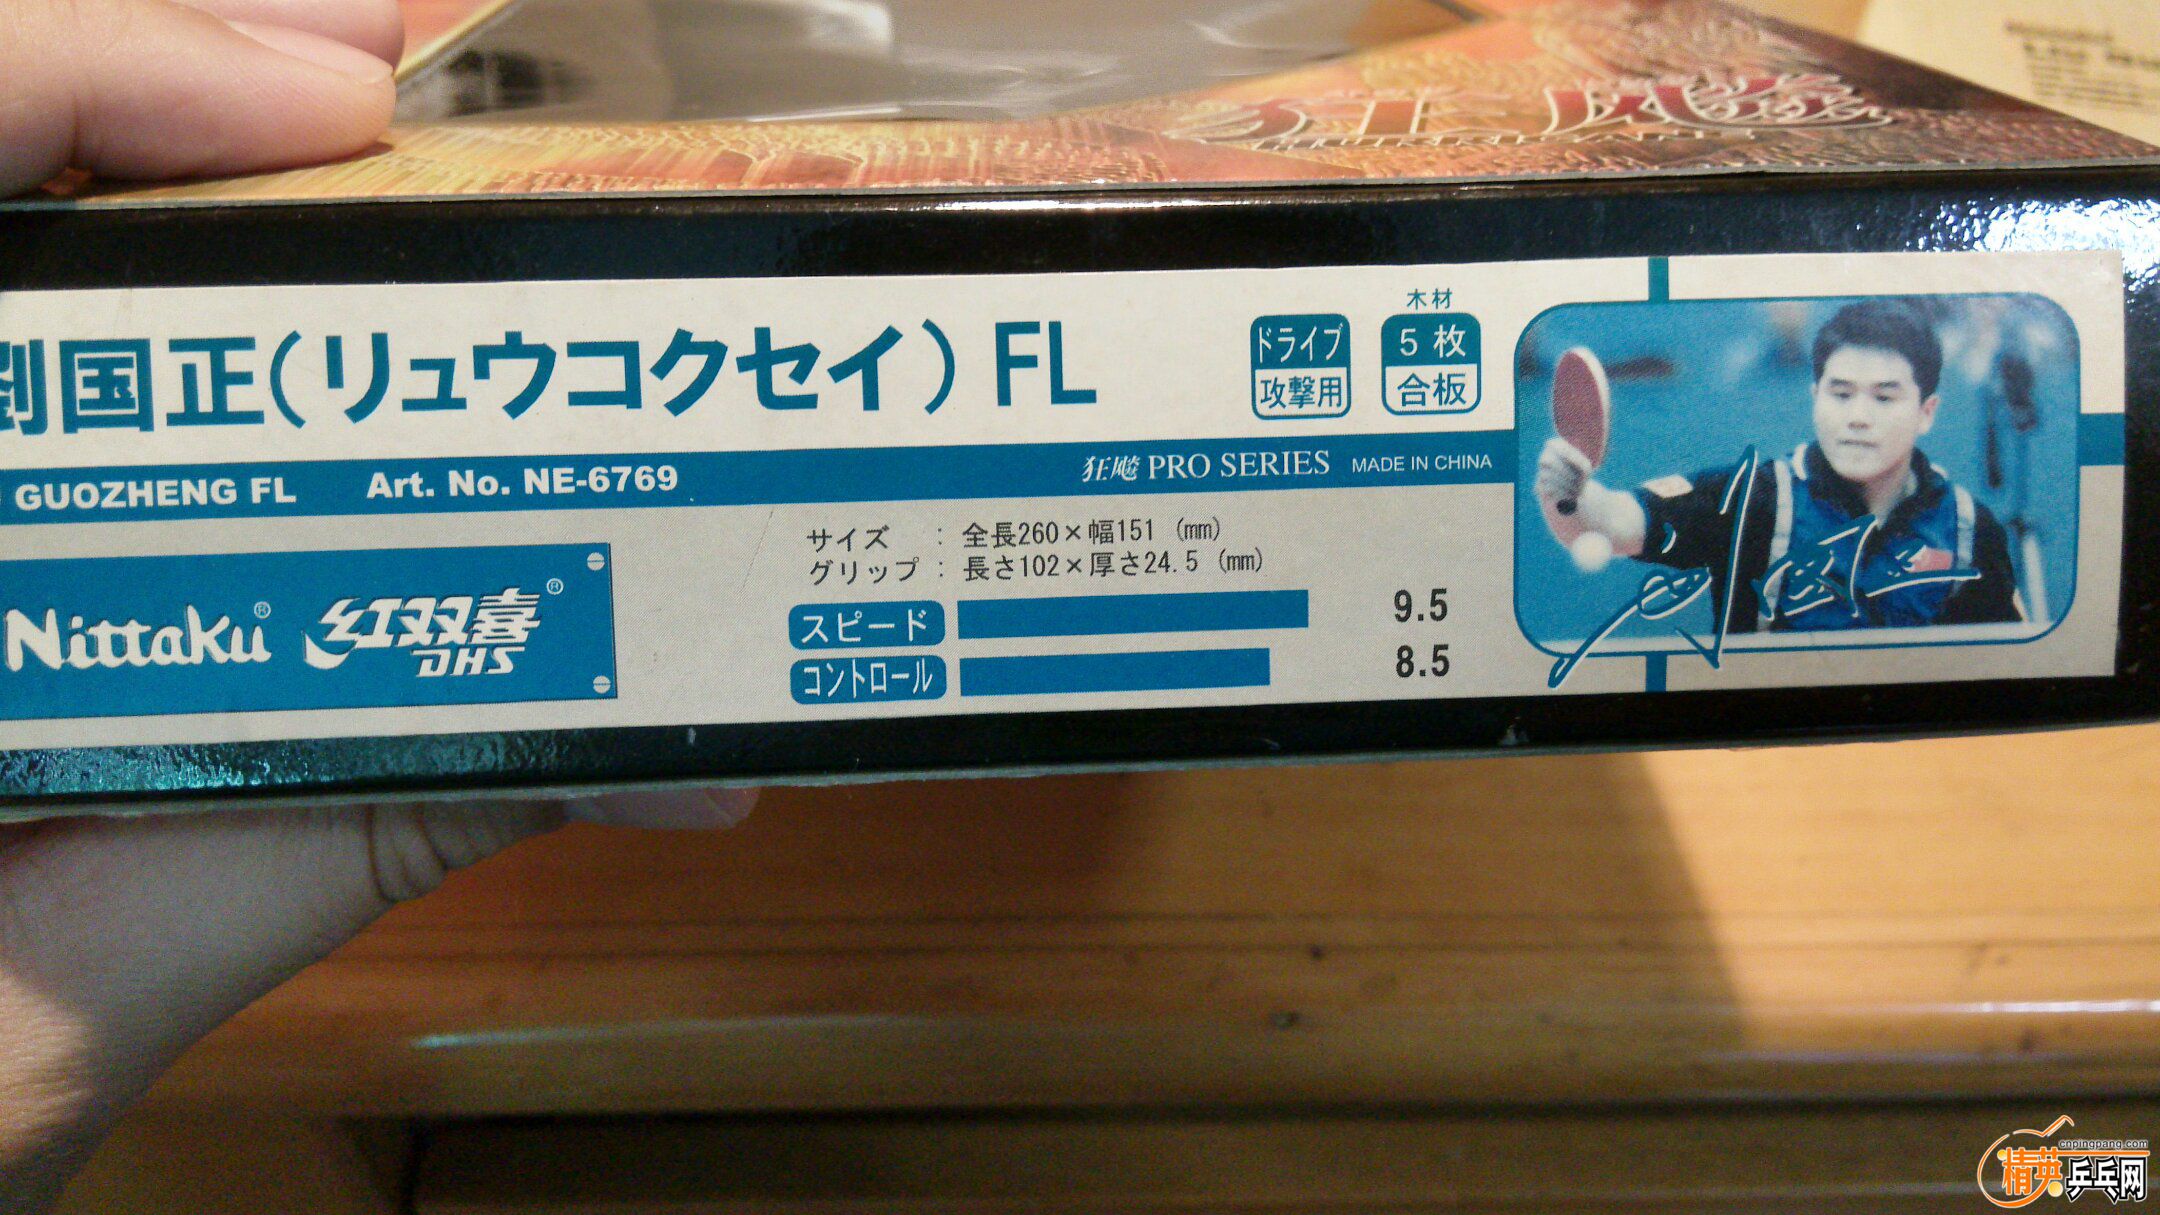 劉国正(リュウコクセイ) FL
ドライブ
攻撃用
木材
5枚
合板
GUOZHENG FL Art. No. NE-6769 狂飈 PRO SERIES MADE IN CHINA
サイズ : 全長260×幅151 (mm)
グリップ : 長さ102×厚さ24.5 (mm)
Nittaku® 红双喜®
DHS
スピード 9.5
コントロール 8.5
刘国正
cnpingpang.com
精英乒乓网